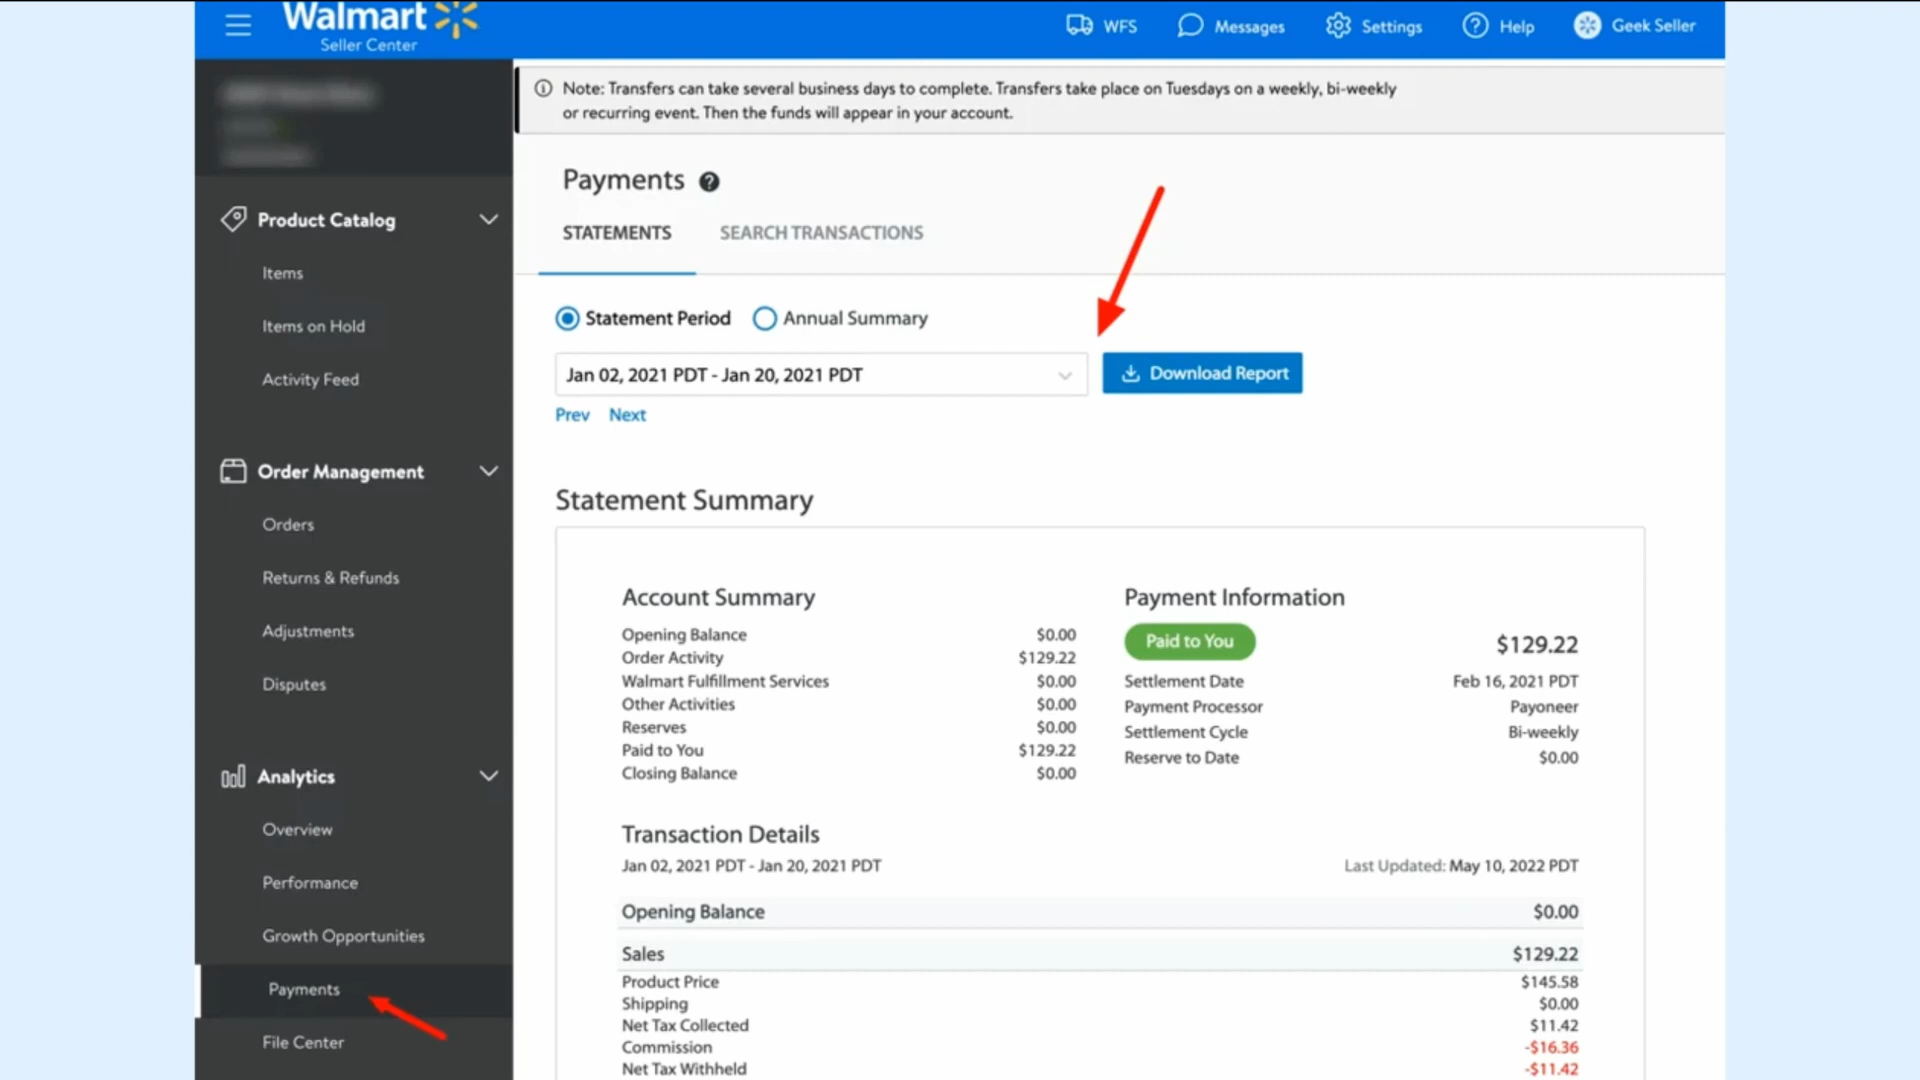 Walmart
Seller Center
WFS
Messages
Settings
Help
Geek Seller
Note: Transfers can take several business days to complete. Transfers take place on Tuesdays on a weekly, bi-weekly
or recurring event. Then the funds will appear in your account.
Product Catalog
Items
Items on Hold
Activity Feed
Order Management
Orders
Returns & Refunds
Adjustments
Disputes
Analytics
Overview
Performance
Growth Opportunities
Payments
File Center
Payments ?
STATEMENTS SEARCH TRANSACTIONS
Statement Period Annual Summary
Jan 02, 2021 PDT - Jan 20, 2021 PDT
Download Report
Prev Next
Statement Summary
Account Summary
Opening Balance $0.00
Order Activity $129.22
Walmart Fulfillment Services $0.00
Other Activities $0.00
Reserves $0.00
Paid to You $129.22
Closing Balance $0.00
Payment Information
Paid to You $129.22
Settlement Date Feb 16, 2021 PDT
Payment Processor Payoneer
Settlement Cycle Bi-weekly
Reserve to Date $0.00
Transaction Details
Jan 02, 2021 PDT - Jan 20, 2021 PDT Last Updated: May 10, 2022 PDT
Opening Balance $0.00
Sales $129.22
Product Price $145.58
Shipping $0.00
Net Tax Collected $11.42
Commission -$16.36
Net Tax Withheld -$11.42